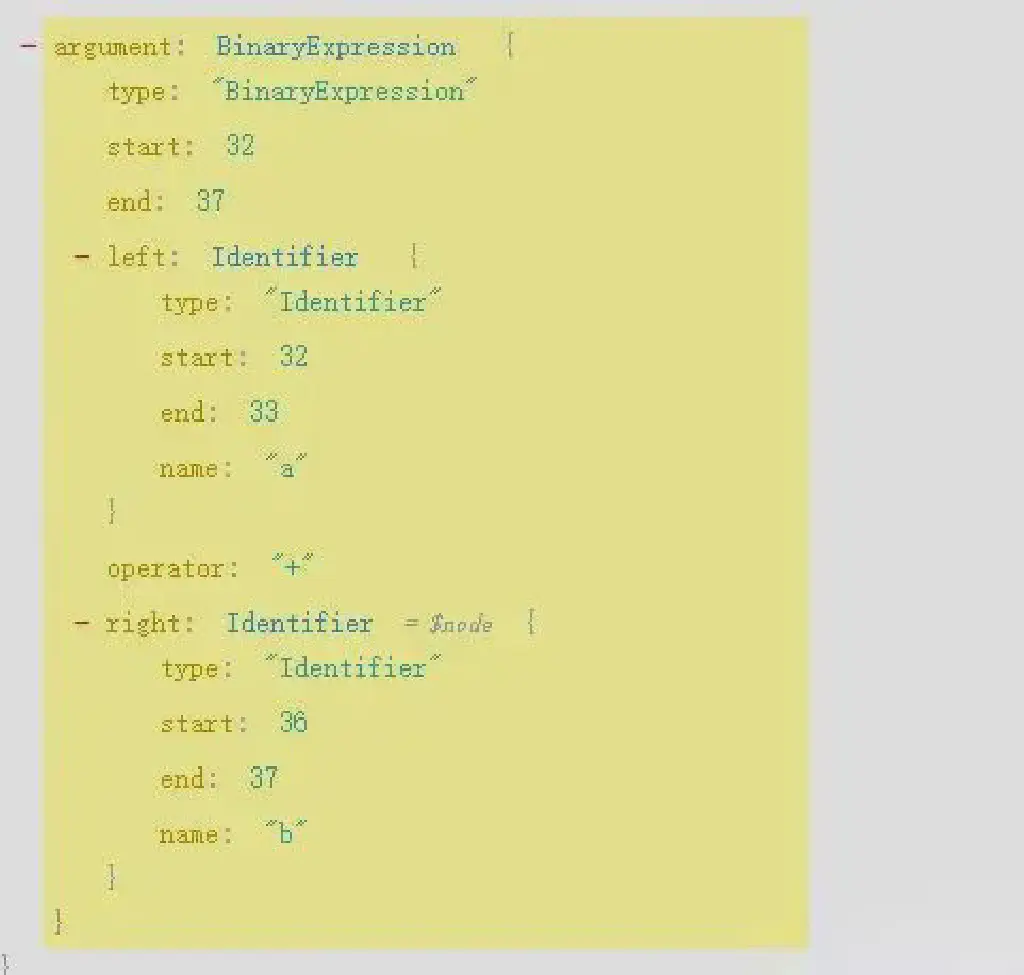 - argument: BinaryExpression {
type: "BinaryExpression"
start: 32
end: 37
- left: Identifier {
type: "Identifier"
start: 32
end: 33
name: "a"
}
operator: "+"
- right: Identifier = $node {
type: "Identifier"
start: 36
end: 37
name: "b"
}
}
}